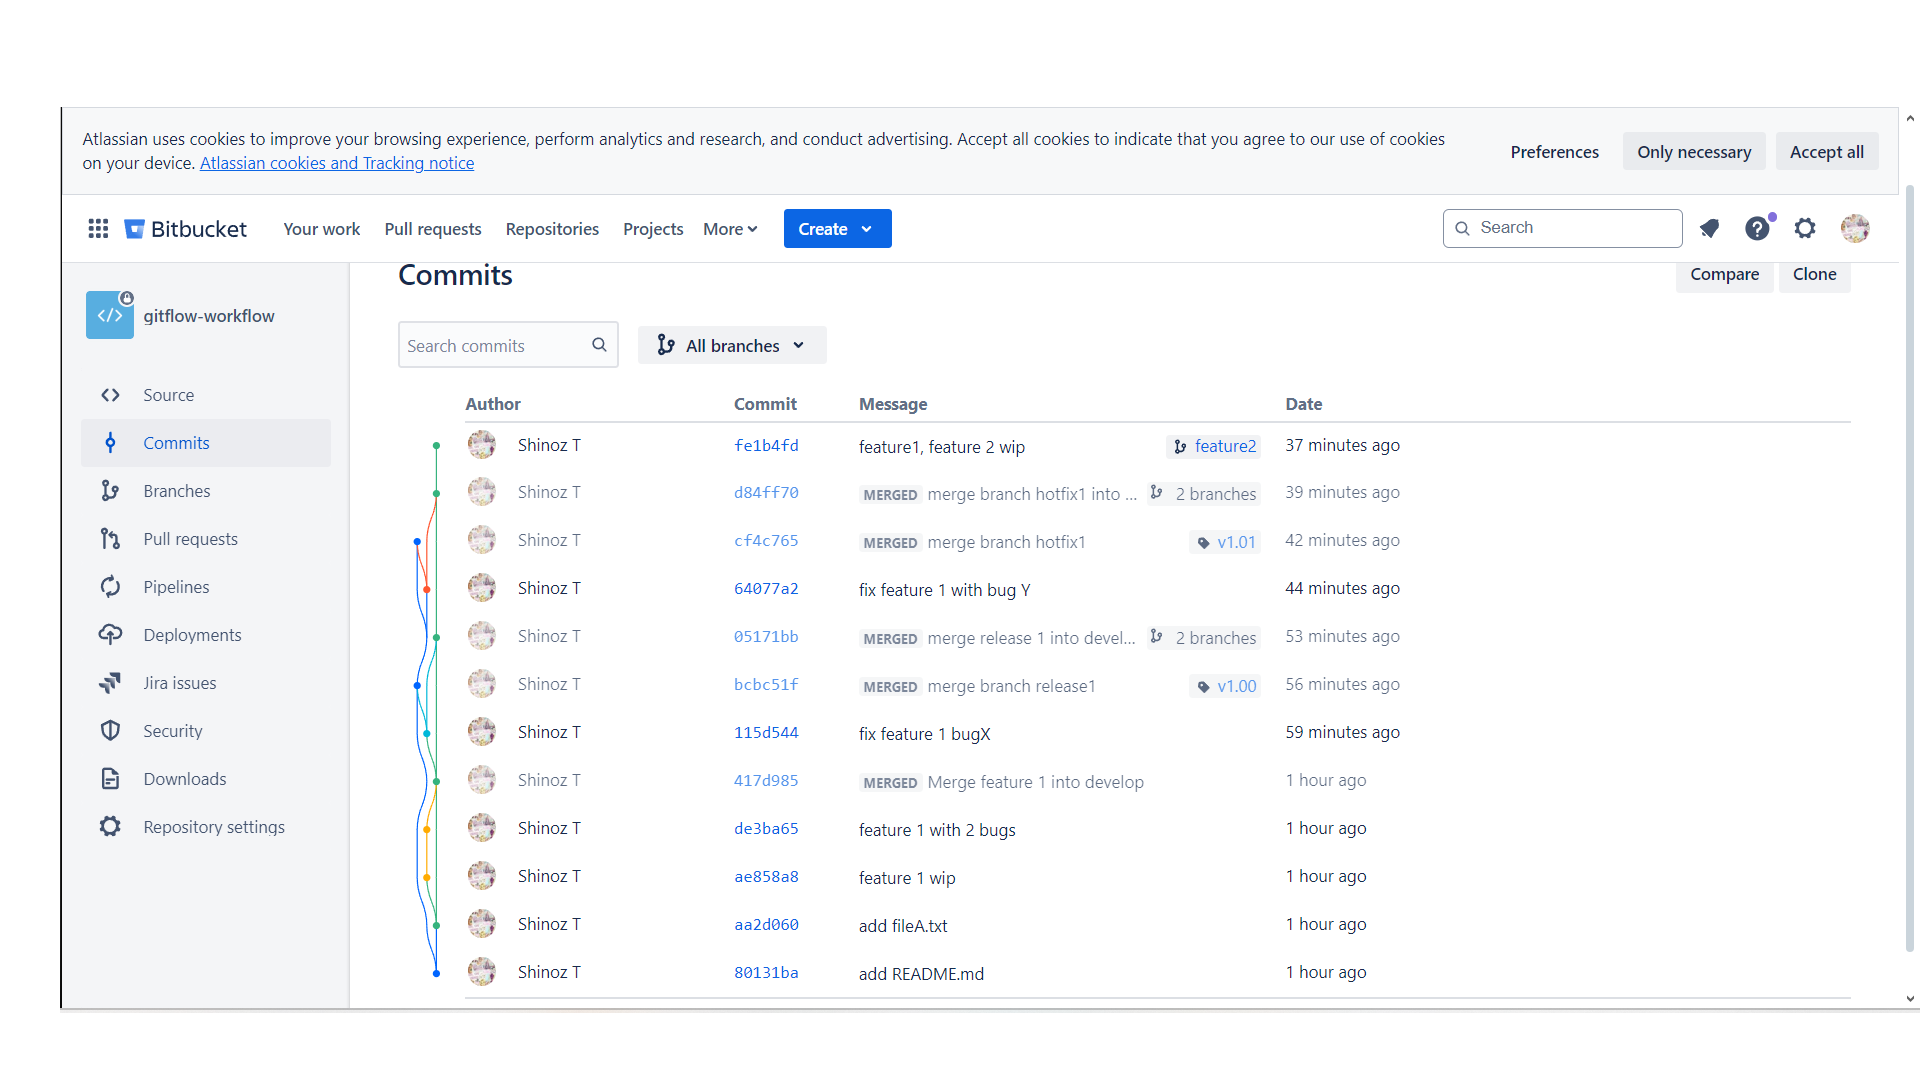 Atlassian uses cookies to improve your browsing experience, perform analytics and research, and conduct advertising. Accept all cookies to indicate that you agree to our use of cookies
on your device. Atlassian cookies and Tracking notice
Preferences
Only necessary
Accept all
Bitbucket
Your work
Pull requests
Repositories
Projects
More
Create
Search
gitflow-workflow
Source
Commits
Branches
Pull requests
Pipelines
Deployments
Jira issues
Security
Downloads
Repository settings
Commits
Compare
Clone
Search commits
All branches
Author Commit Message Date
Shinoz T fe1b4fd feature1, feature 2 wip feature2 37 minutes ago
Shinoz T d84ff70 MERGED merge branch hotfix1 into ... 2 branches 39 minutes ago
Shinoz T cf4c765 MERGED merge branch hotfix1 v1.01 42 minutes ago
Shinoz T 64077a2 fix feature 1 with bug Y 44 minutes ago
Shinoz T 05171bb MERGED merge release 1 into devel... 2 branches 53 minutes ago
Shinoz T bcbc51f MERGED merge branch release1 v1.00 56 minutes ago
Shinoz T 115d544 fix feature 1 bugX 59 minutes ago
Shinoz T 417d985 MERGED Merge feature 1 into develop 1 hour ago
Shinoz T de3ba65 feature 1 with 2 bugs 1 hour ago
Shinoz T ae858a8 feature 1 wip 1 hour ago
Shinoz T aa2d060 add fileA.txt 1 hour ago
Shinoz T 80131ba add README.md 1 hour ago